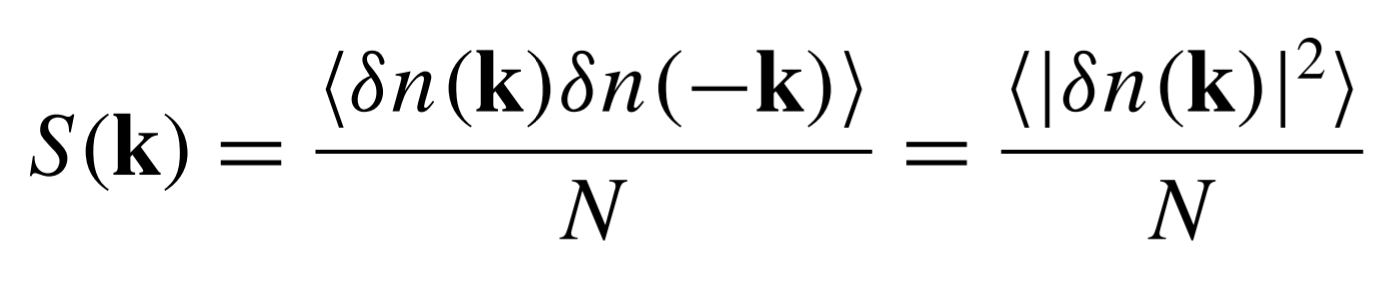 S(𝐤) = ⟨δn(𝐤)δn(−𝐤)⟩ / N = ⟨|δn(𝐤)|²⟩ / N